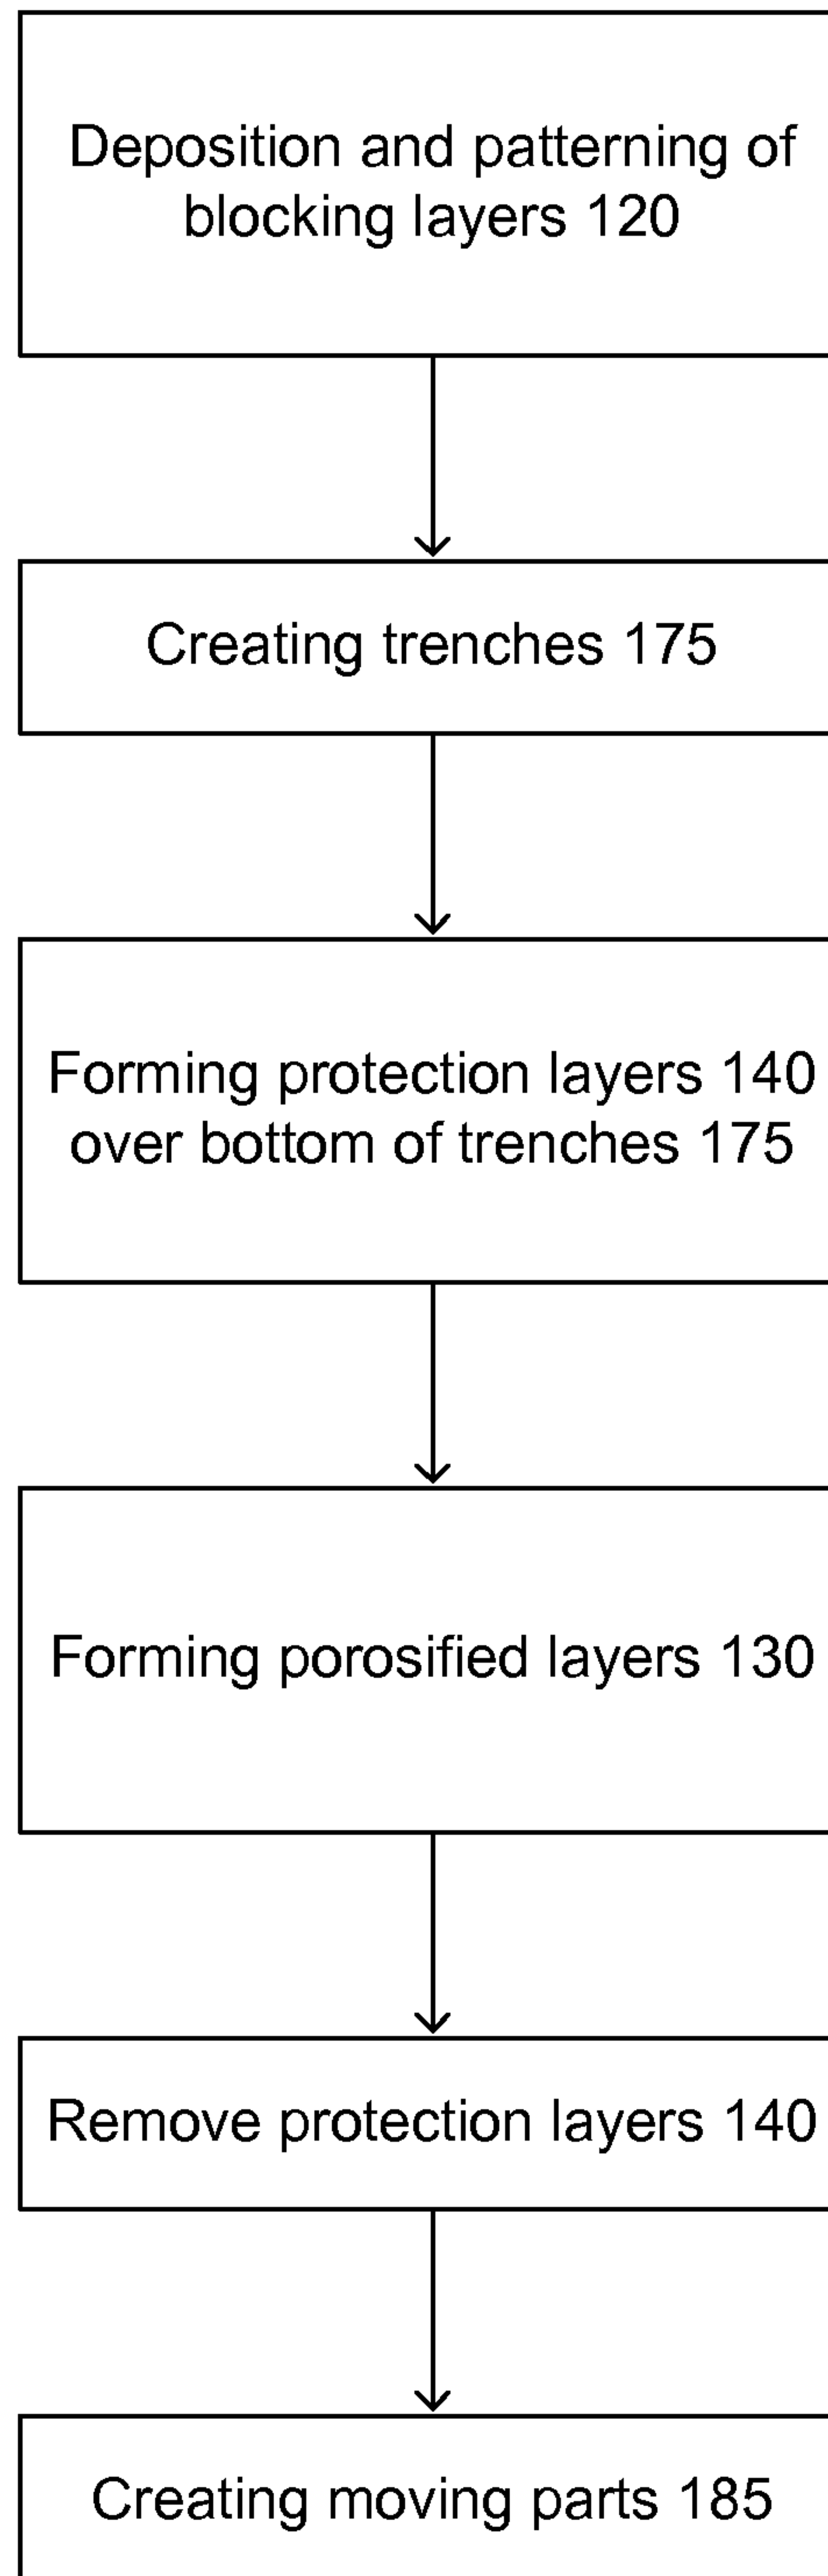 Deposition and patterning of
blocking layers 120
Creating trenches 175
Forming protection layers 140
over bottom of trenches 175
Forming porosified layers 130
Remove protection layers 140
Creating moving parts 185